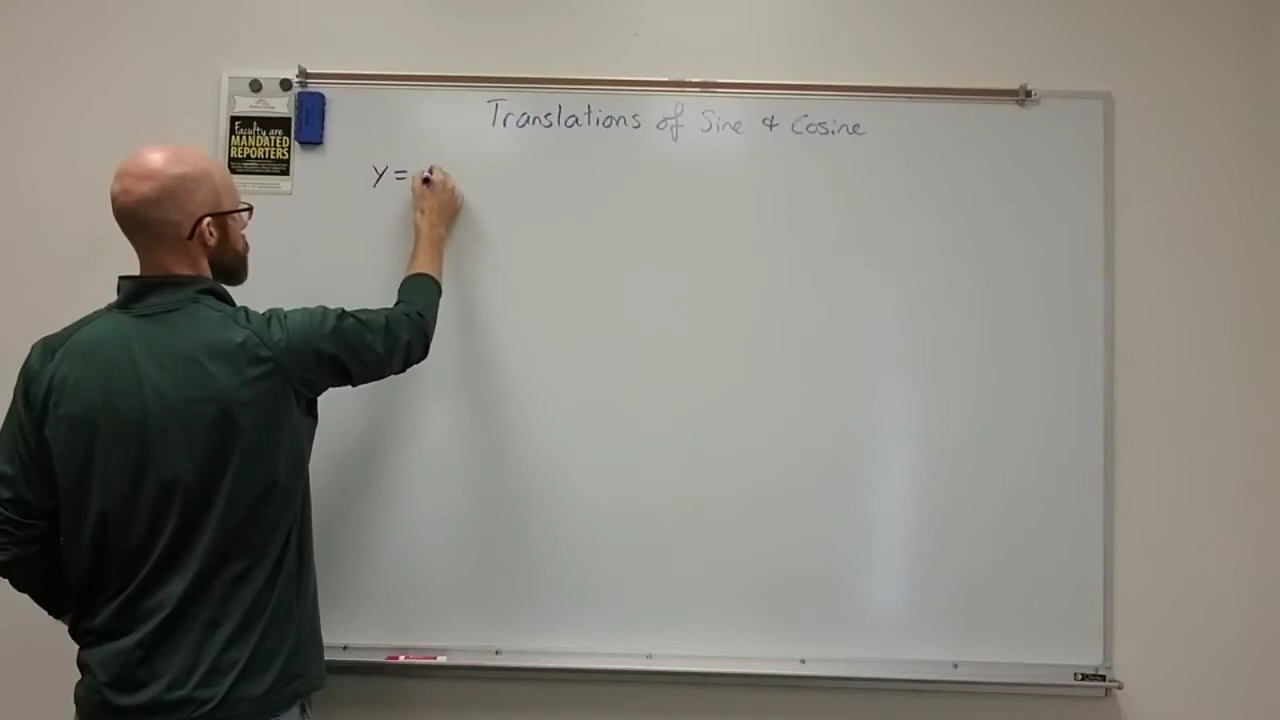 Translations of Sine & Cosine
Faculty are
MANDATED
REPORTERS
y =